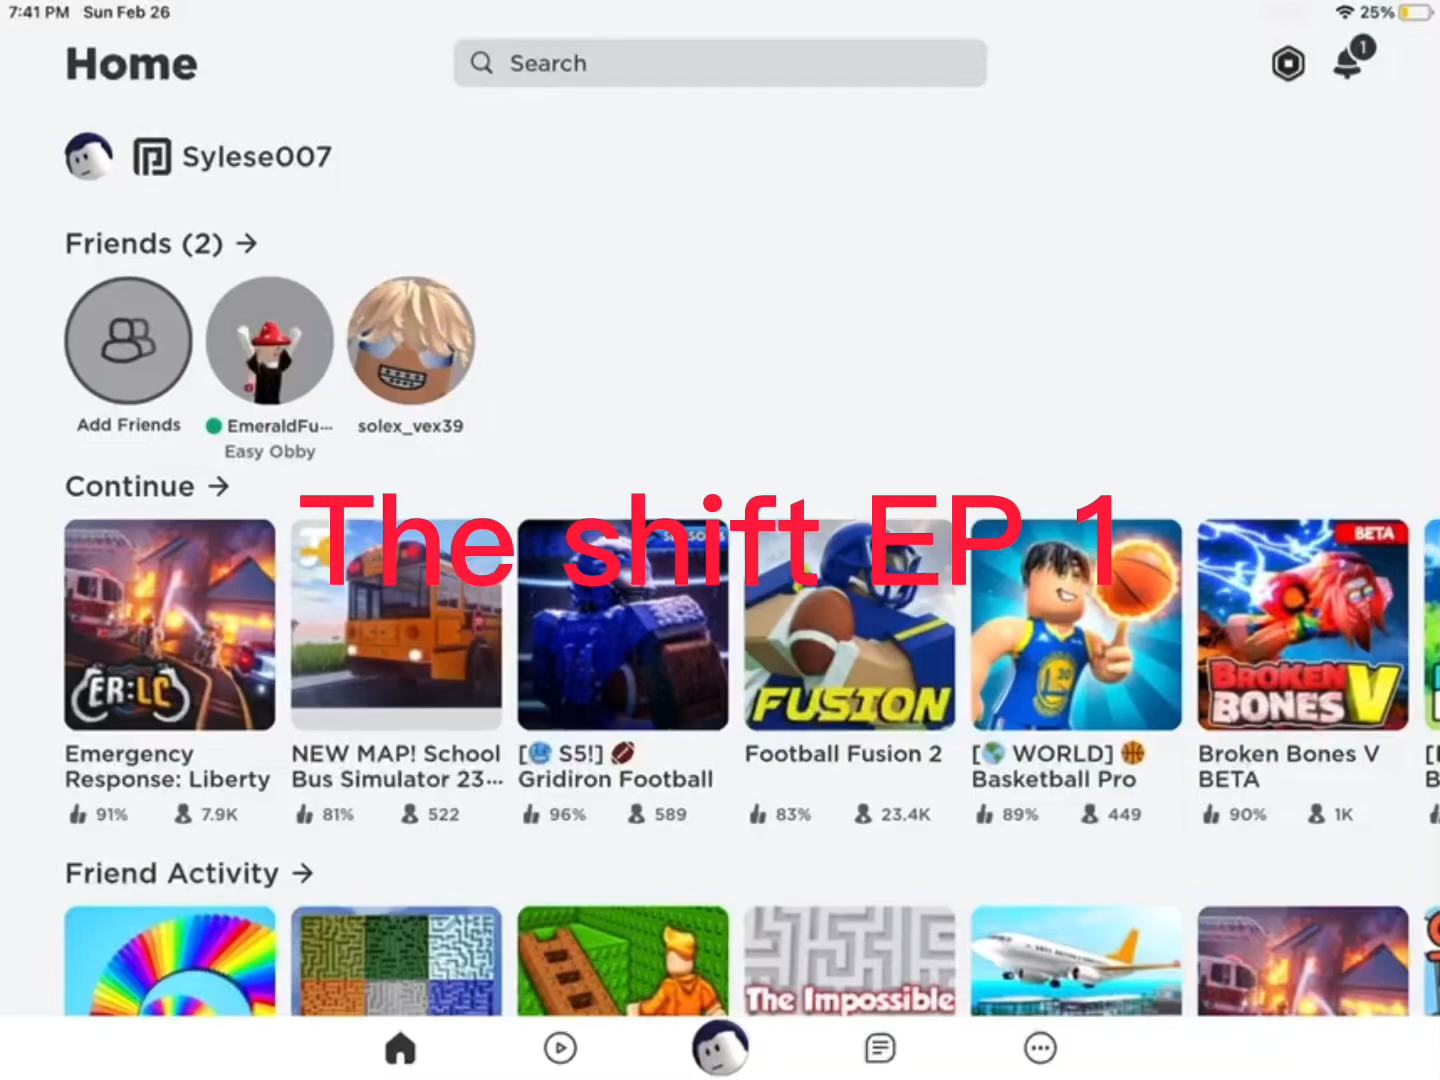 7:41 PM Sun Feb 26
25%
Home
Search
1
Sylese007
Friends (2)
Add Friends
EmeraldFu...
solex_vex39
Easy Obby
Continue
The shift EP 1
BETA
30
ER:LC
FUSION
BROKEN
BONES V
Emergency
Response: Liberty
NEW MAP! School
Bus Simulator 23...
[🥶 S5!] 🏈
Gridiron Football
Football Fusion 2
[🌎 WORLD] 🏀
Basketball Pro
Broken Bones V
BETA
91% 7.9K
81% 522
96% 589
83% 23.4K
89% 449
90% 1K
Friend Activity
The Impossible